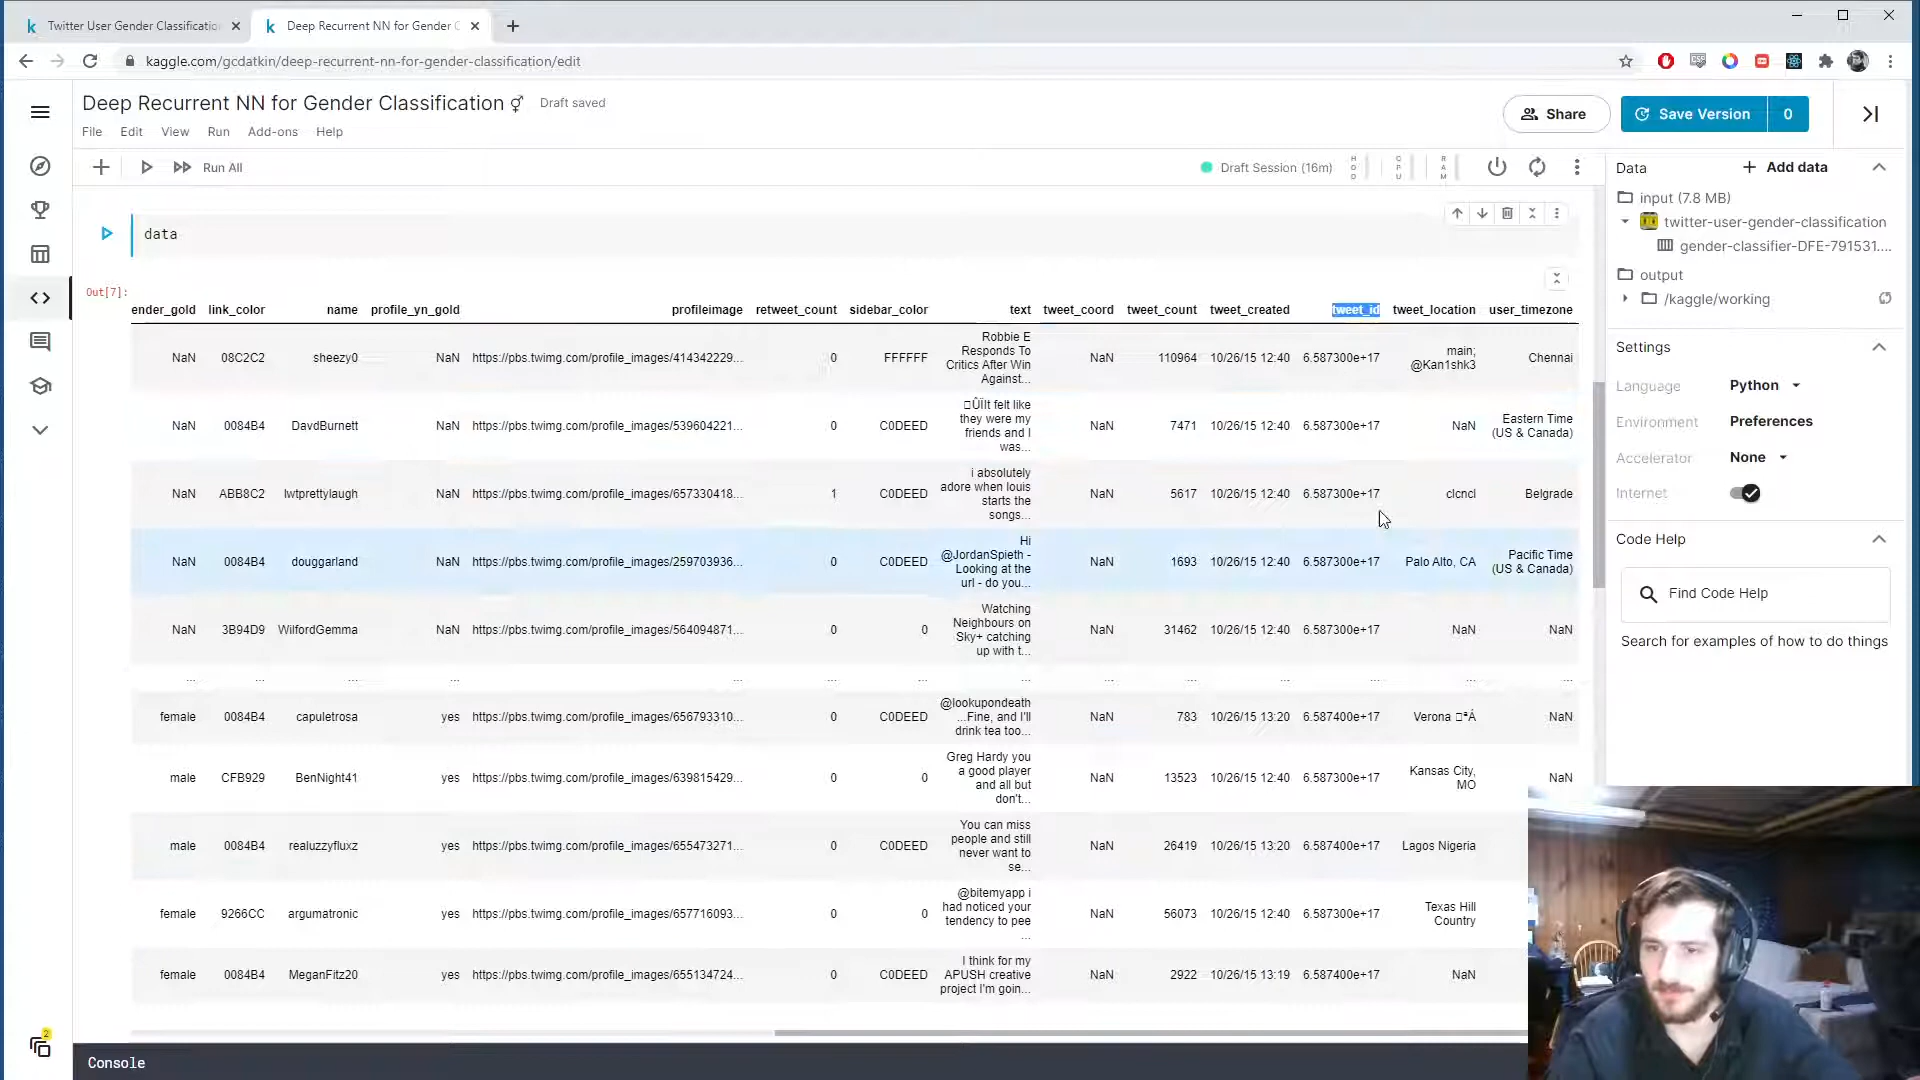 Twitter User Gender Classificatio
Deep Recurrent NN for Gender C
kaggle.com/gcdatkin/deep-recurrent-nn-for-gender-classification/edit
Deep Recurrent NN for Gender Classification ⚥ Draft saved
Share
Save Version 0
File Edit View Run Add-ons Help
Run All
Draft Session (16m)
HDD CPU RAM
Data
Add data
input (7.8 MB)
twitter-user-gender-classification
gender-classifier-DFE-791531....
output
/kaggle/working
Settings
Language Python
Environment Preferences
Accelerator None
Internet
Code Help
Find Code Help
Search for examples of how to do things
data
Out[7]:
ender_gold link_color name profile_yn_gold profileimage retweet_count sidebar_color text tweet_coord tweet_count tweet_created tweet_id tweet_location user_timezone
NaN 08C2C2 sheezy0 NaN https://pbs.twimg.com/profile_images/414342229... 0 FFFFFF Robbie E Responds To Critics After Win Against... NaN 110964 10/26/15 12:40 6.587300e+17 main; @Kan1shk3 Chennai
NaN 0084B4 DavdBurnett NaN https://pbs.twimg.com/profile_images/539604221... 0 C0DEED □ÛÏIt felt like they were my friends and I was... NaN 7471 10/26/15 12:40 6.587300e+17 NaN Eastern Time (US & Canada)
NaN ABB8C2 lwtprettylaugh NaN https://pbs.twimg.com/profile_images/657330418... 1 C0DEED i absolutely adore when louis starts the songs... NaN 5617 10/26/15 12:40 6.587300e+17 clcncl Belgrade
NaN 0084B4 douggarland NaN https://pbs.twimg.com/profile_images/259703936... 0 C0DEED Hi @JordanSpieth - Looking at the url - do you... NaN 1693 10/26/15 12:40 6.587300e+17 Palo Alto, CA Pacific Time (US & Canada)
NaN 3B94D9 WilfordGemma NaN https://pbs.twimg.com/profile_images/564094871... 0 0 Watching Neighbours on Sky+ catching up with t... NaN 31462 10/26/15 12:40 6.587300e+17 NaN NaN
... ... ... ... ... ... ... ... ... ... ... ... ... ...
female 0084B4 capuletrosa yes https://pbs.twimg.com/profile_images/656793310... 0 C0DEED @lookupondeath ...Fine, and I'll drink tea too... NaN 783 10/26/15 13:20 6.587400e+17 Verona □ªÁ NaN
male CFB929 BenNight41 yes https://pbs.twimg.com/profile_images/639815429... 0 0 Greg Hardy you a good player and all but don't... NaN 13523 10/26/15 12:40 6.587300e+17 Kansas City, MO NaN
male 0084B4 realuzzyfluxz yes https://pbs.twimg.com/profile_images/655473271... 0 C0DEED You can miss people and still never want to se... NaN 26419 10/26/15 13:20 6.587400e+17 Lagos Nigeria
female 9266CC argumatronic yes https://pbs.twimg.com/profile_images/657716093... 0 0 @bitemyapp i had noticed your tendency to pee ... NaN 56073 10/26/15 12:40 6.587300e+17 Texas Hill Country
female 0084B4 MeganFitz20 yes https://pbs.twimg.com/profile_images/655134724... 0 C0DEED I think for my APUSH creative project I'm goin... NaN 2922 10/26/15 13:19 6.587400e+17 NaN
2
Console